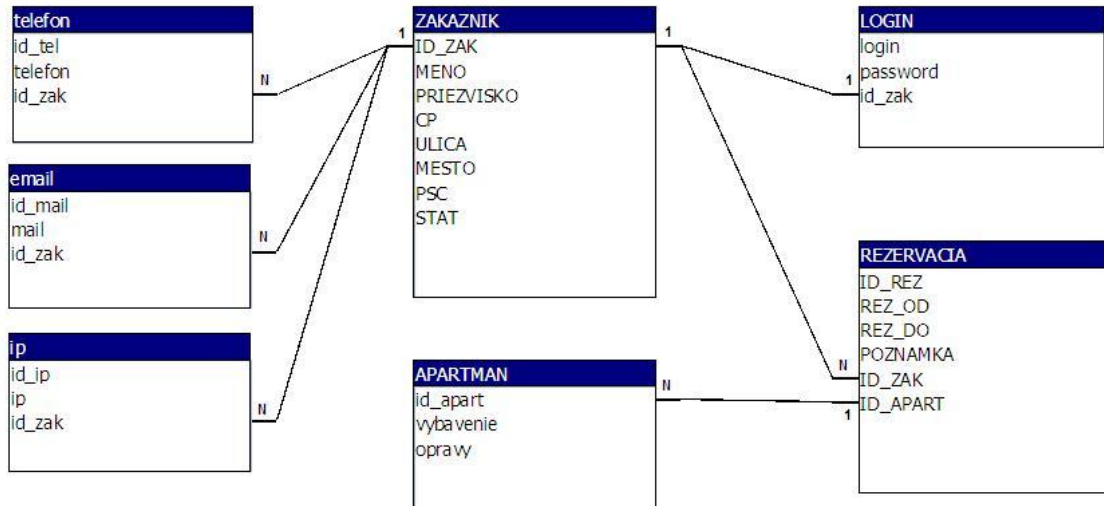 telefon
id_tel
telefon
id_zak
N
email
id_mail
mail
id_zak
N
ip
id_ip
ip
id_zak
N
1
ZAKAZNIK
ID_ZAK
MENO
PRIEZVISKO
CP
ULICA
MESTO
PSC
STAT
1
APARTMAN
id_apart
vybavenie
opravy
N
LOGIN
login
password
id_zak
1
REZERVACIA
ID_REZ
REZ_OD
REZ_DO
POZNAMKA
ID_ZAK
ID_APART
N
1